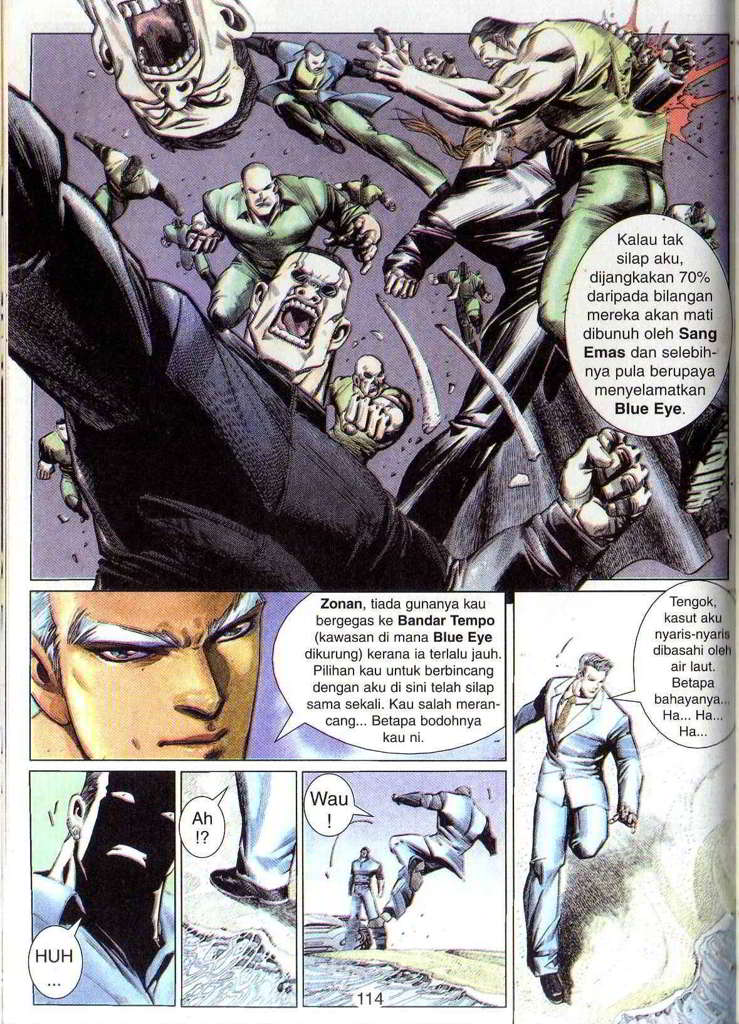 Kalau tak
silap aku,
dijangkakan 70%
daripada bilangan
mereka akan mati
dibunuh oleh Sang
Emas dan selebih-
nya pula berupaya
menyelamatkan
Blue Eye.
Zonan, tiada gunanya kau
bergegas ke Bandar Tempo
(kawasan di mana Blue Eye
dikurung) kerana ia terlalu jauh.
Pilihan kau untuk berbincang
dengan aku di sini telah silap
sama sekali. Kau salah meran-
cang... Betapa bodohnya
kau ni.
HUH
...
Ah
!?
Wau
!
Tengok,
kasut aku
nyaris-nyaris
dibasahi oleh
air laut.
Betapa
bahayanya...
Ha... Ha...
Ha...
114